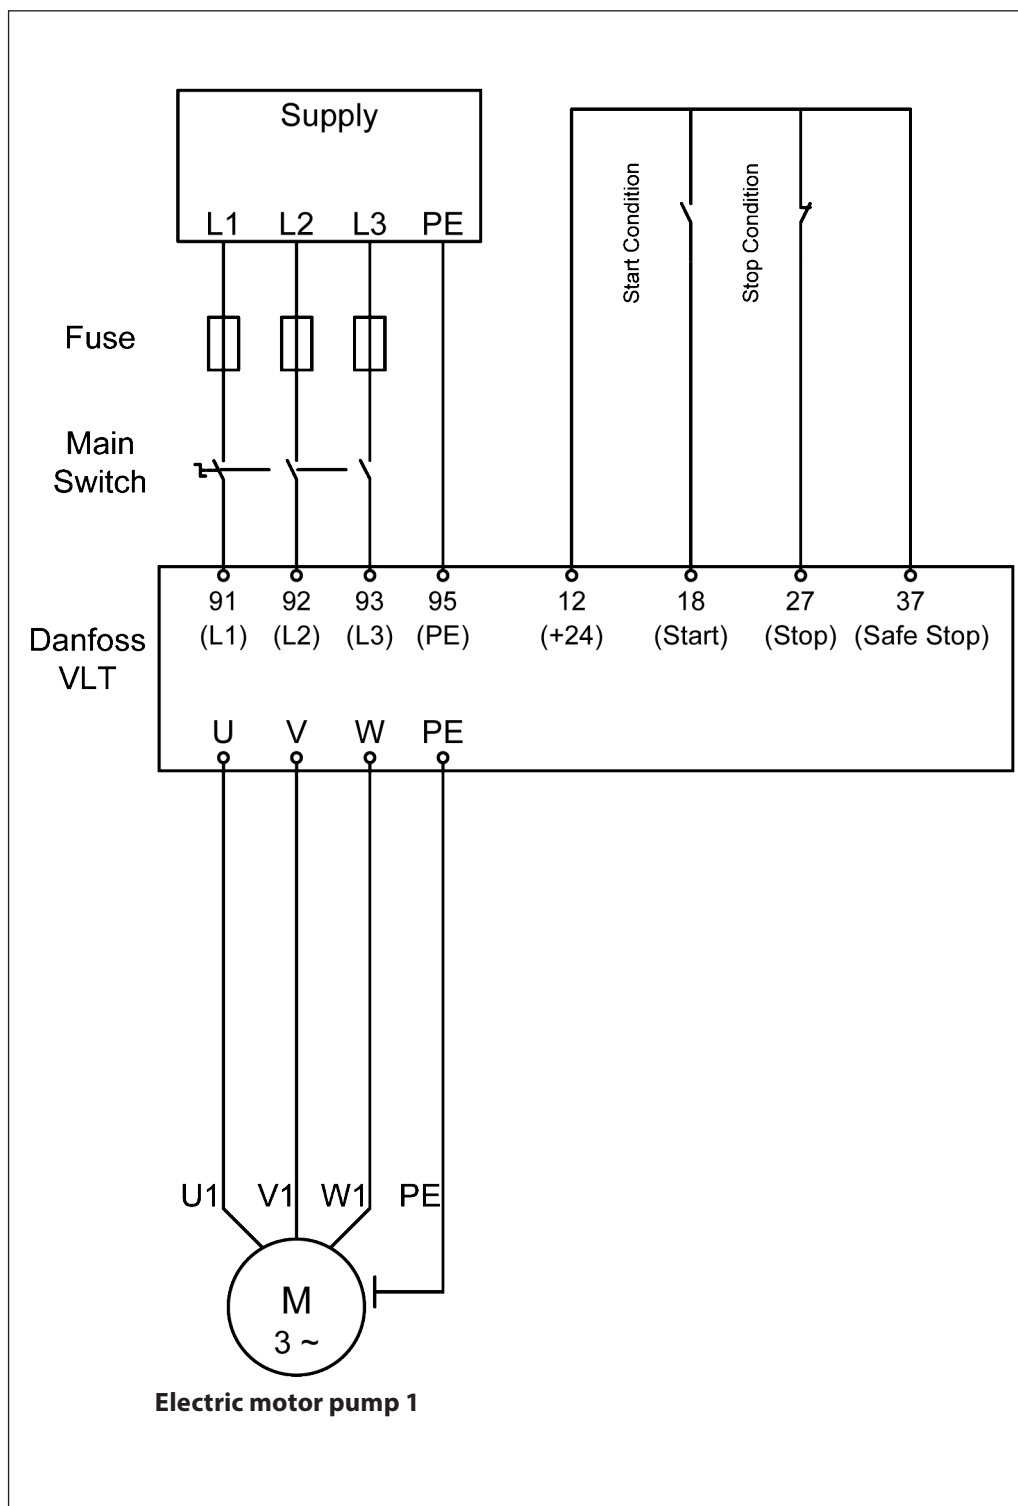 Supply
L1 L2 L3 PE
Start Condition
Stop Condition
Fuse
Main
Switch
91 92 93 95 12 18 27 37
(L1) (L2) (L3) (PE) (+24) (Start) (Stop) (Safe Stop)
Danfoss
VLT
U V W PE
U1 V1 W1 PE
M
3 ~
Electric motor pump 1